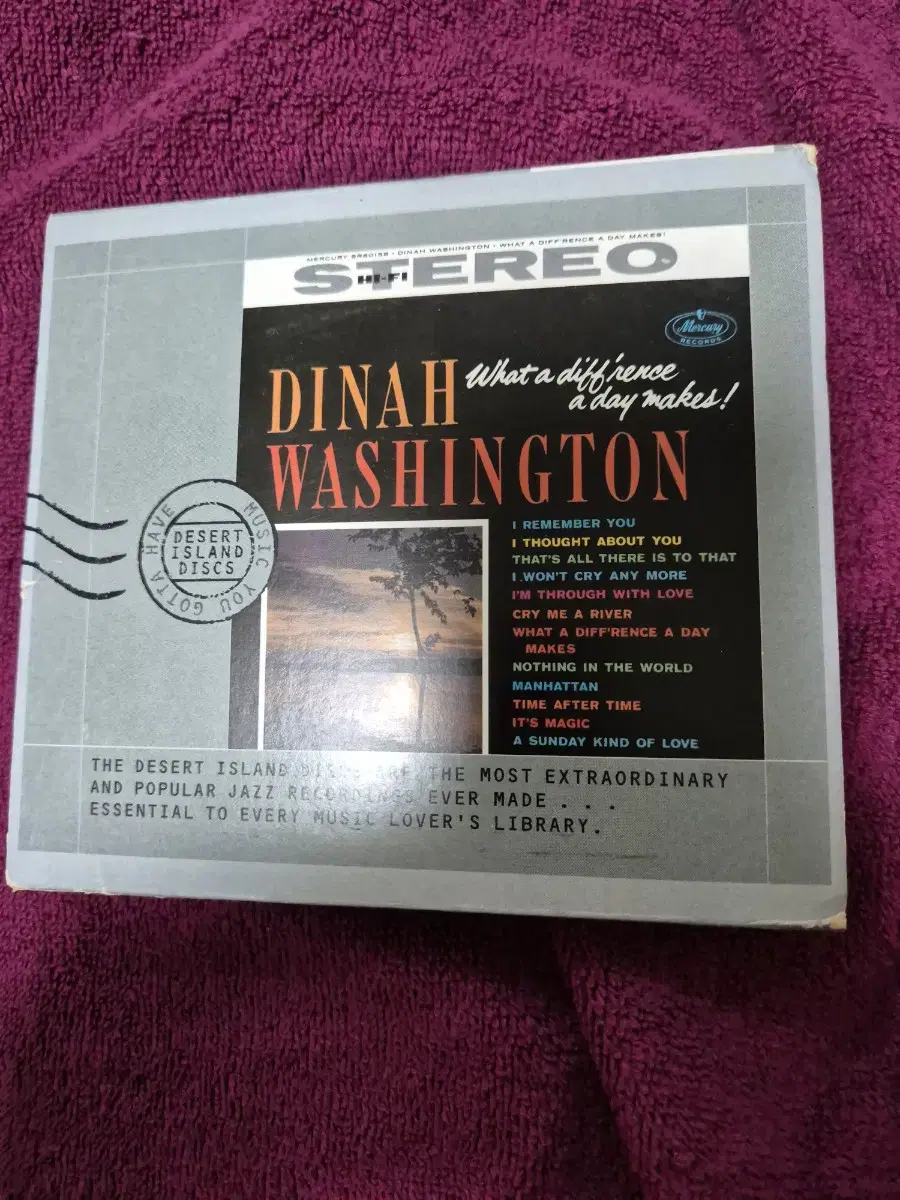 MERCURY SR60158 • DINAH WASHINGTON • WHAT A DIFF'RENCE A DAY MAKES!
STEREO
HI-FI
Mercury
RECORDS
DINAH
What a diff'rence
a day makes!
WASHINGTON
I REMEMBER YOU
I THOUGHT ABOUT YOU
THAT'S ALL THERE IS TO THAT
I WON'T CRY ANY MORE
I'M THROUGH WITH LOVE
CRY ME A RIVER
WHAT A DIFF'RENCE A DAY
MAKES
NOTHING IN THE WORLD
MANHATTAN
TIME AFTER TIME
IT'S MAGIC
A SUNDAY KIND OF LOVE
HAVE MUSIC YOU GOTTA
DESERT
ISLAND
DISCS
THE DESERT ISLAND DISCS ARE THE MOST EXTRAORDINARY
AND POPULAR JAZZ RECORDINGS EVER MADE . . .
ESSENTIAL TO EVERY MUSIC LOVER'S LIBRARY.